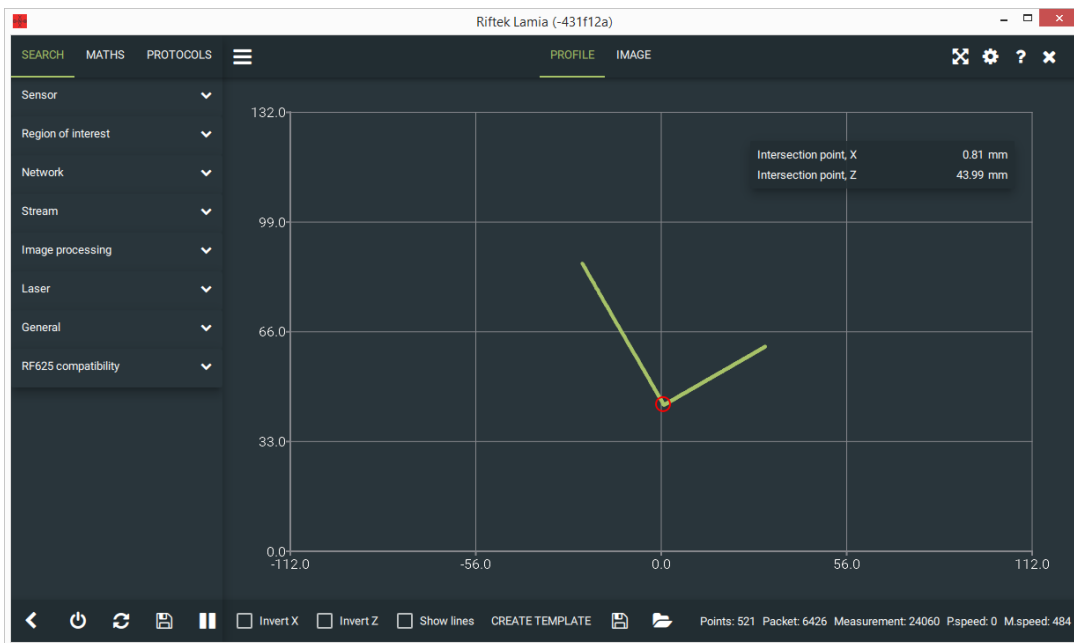 Riftek Lamia (-431f12a)
SEARCH MATHS PROTOCOLS
PROFILE IMAGE
?
Sensor
Region of interest
Network
Stream
Image processing
Laser
General
RF625 compatibility
132.0
Intersection point, X 0.81 mm
Intersection point, Z 43.99 mm
99.0
66.0
33.0
0.0
-112.0 -56.0 0.0 56.0 112.0
Invert X Invert Z Show lines CREATE TEMPLATE Points: 521 Packet: 6426 Measurement: 24060 P.speed: 0 M.speed: 484